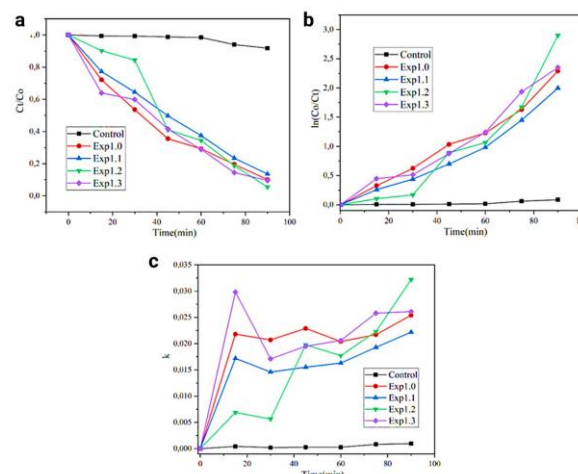 a
Ct/Co
1,0
0,8
0,6
0,4
0,2
0,0
Control
Exp1.0
Exp1.1
Exp1.2
Exp1.3
0 20 40 60 80 100
Time(min)
b
ln(Co/Ct)
3,0
2,5
2,0
1,5
1,0
0,5
0,0
Control
Exp1.0
Exp1.1
Exp1.2
Exp1.3
0 20 40 60 80 100
Time(min)
c
k
0,035
0,030
0,025
0,020
0,015
0,010
0,005
0,000
Control
Exp1.0
Exp1.1
Exp1.2
Exp1.3
0 20 40 60 80 100
Time(min)